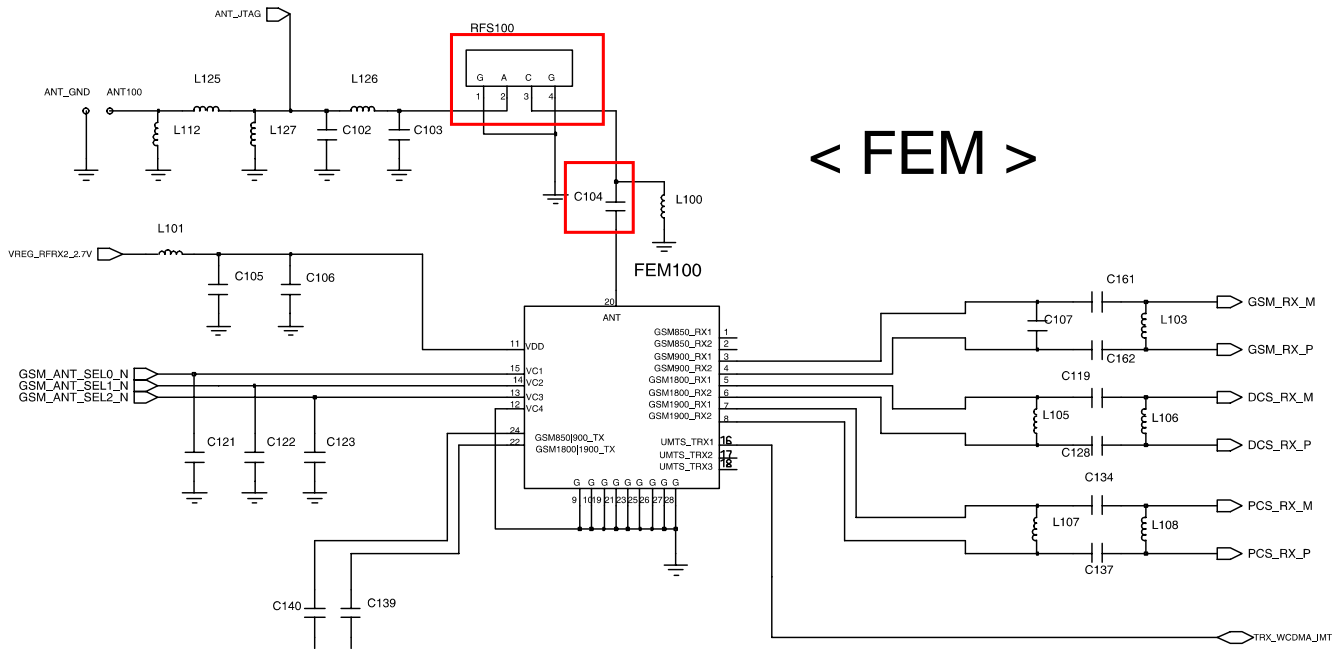 ANT_JTAG
RFS100
G A C G
1 2 3 4
L125
L126
ANT_GND
ANT100
L112
L127
C102
C103
< FEM >
C104
L100
L101
VREG_RFRX2_2.7V
C105
C106
FEM100
20
ANT
11 VDD
GSM_ANT_SEL0_N
15 VC1
GSM_ANT_SEL1_N
14 VC2
GSM_ANT_SEL2_N
13 VC3
12 VC4
24 GSM850|900_TX
22 GSM1800|1900_TX
C121
C122
C123
GSM850_RX1 1
GSM850_RX2 2
GSM900_RX1 3
GSM900_RX2 4
GSM1800_RX1 5
GSM1800_RX2 6
GSM1900_RX1 7
GSM1900_RX2 8
UMTS_TRX1 16
UMTS_TRX2 17
UMTS_TRX3 18
G G G G G G G G G
9 10 19 21 23 25 26 27 28
C140
C139
C161
GSM_RX_M
C107
L103
GSM_RX_P
C162
C119
DCS_RX_M
L105
L106
DCS_RX_P
C128
C134
PCS_RX_M
L107
L108
PCS_RX_P
C137
TRX_WCDMA_IMT